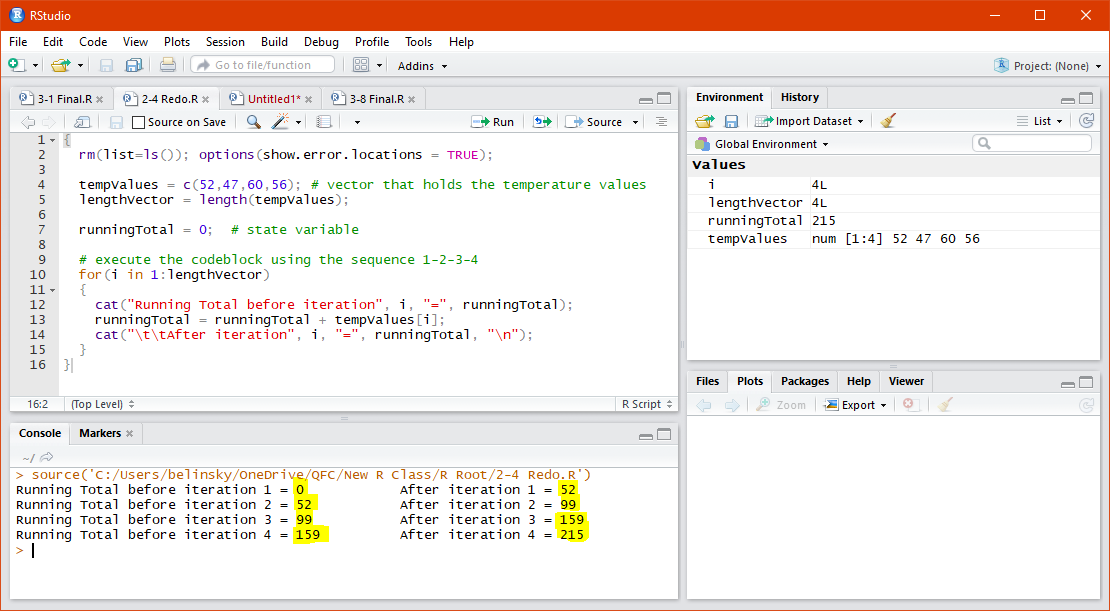 RStudio
File Edit Code View Plots Session Build Debug Profile Tools Help
Go to file/function Addins Project: (None)
3-1 Final.R 2-4 Redo.R Untitled1* 3-8 Final.R
Source on Save Run Source
1 {
2 rm(list=ls()); options(show.error.locations = TRUE);
3
4 tempValues = c(52,47,60,56); # vector that holds the temperature values
5 lengthVector = length(tempValues);
6
7 runningTotal = 0; # state variable
8
9 # execute the codeblock using the sequence 1-2-3-4
10 for(i in 1:lengthVector)
11 {
12 cat("Running Total before iteration", i, "=", runningTotal);
13 runningTotal = runningTotal + tempValues[i];
14 cat("\t\tAfter iteration", i, "=", runningTotal, "\n");
15 }
16 }
16:2 (Top Level) R Script
Console Markers
~/
> source('C:/Users/belinsky/OneDrive/QFC/New R Class/R Root/2-4 Redo.R')
Running Total before iteration 1 = 0 After iteration 1 = 52
Running Total before iteration 2 = 52 After iteration 2 = 99
Running Total before iteration 3 = 99 After iteration 3 = 159
Running Total before iteration 4 = 159 After iteration 4 = 215
>
Environment History
Import Dataset List
Global Environment
Values
i 4L
lengthVector 4L
runningTotal 215
tempValues num [1:4] 52 47 60 56
Files Plots Packages Help Viewer
Zoom Export